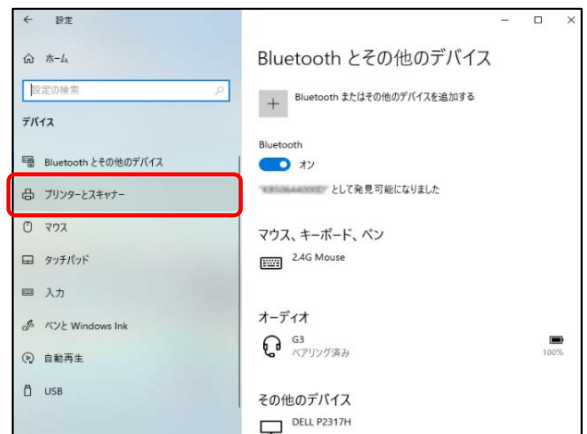 設定
ホーム
設定の検索
デバイス
Bluetooth とその他のデバイス
プリンターとスキャナー
マウス
タッチパッド
入力
ペンと Windows Ink
自動再生
USB
Bluetooth とその他のデバイス
Bluetooth またはその他のデバイスを追加する
Bluetooth
オン
として発見可能になりました
マウス、キーボード、ペン
2.4G Mouse
オーディオ
G3
ペアリング済み
100%
その他のデバイス
DELL P2317H